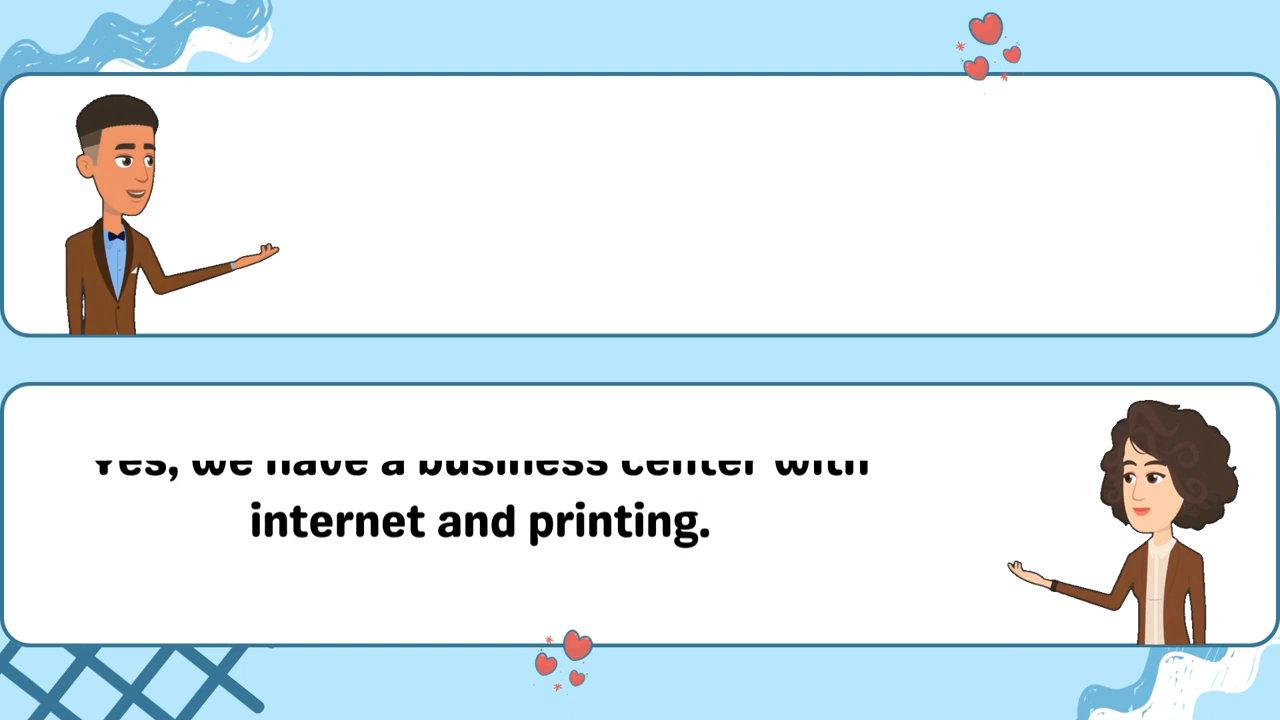 Yes, we have a business center with
internet and printing.